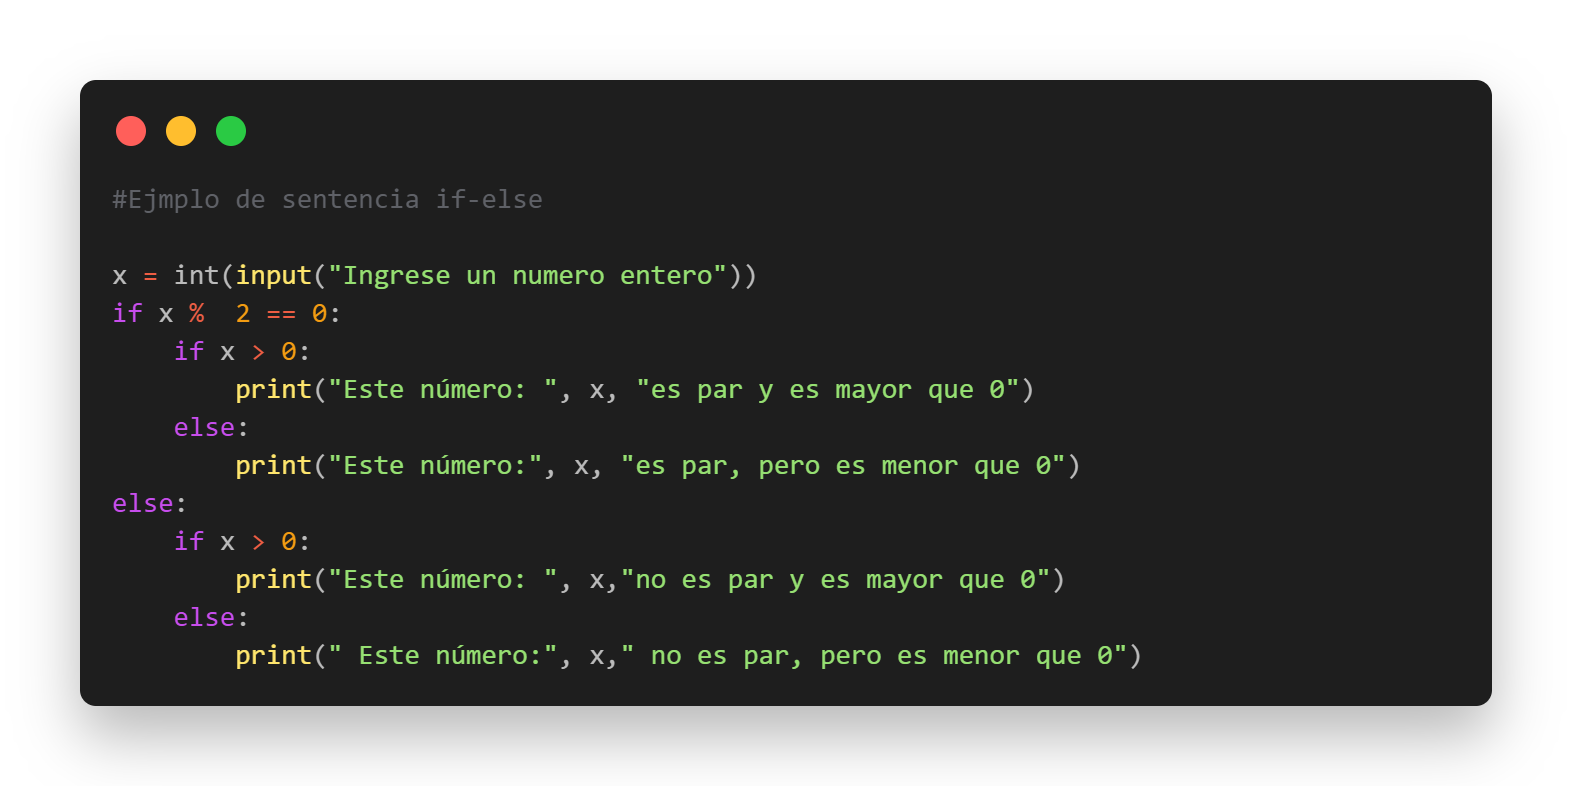 #Ejmplo de sentencia if-else
x = int(input("Ingrese un numero entero"))
if x %  2 == 0:
    if x > 0:
        print("Este número: ", x, "es par y es mayor que 0")
    else:
        print("Este número:", x, "es par, pero es menor que 0")
else:
    if x > 0:
        print("Este número: ", x,"no es par y es mayor que 0")
    else:
        print(" Este número:", x," no es par, pero es menor que 0")